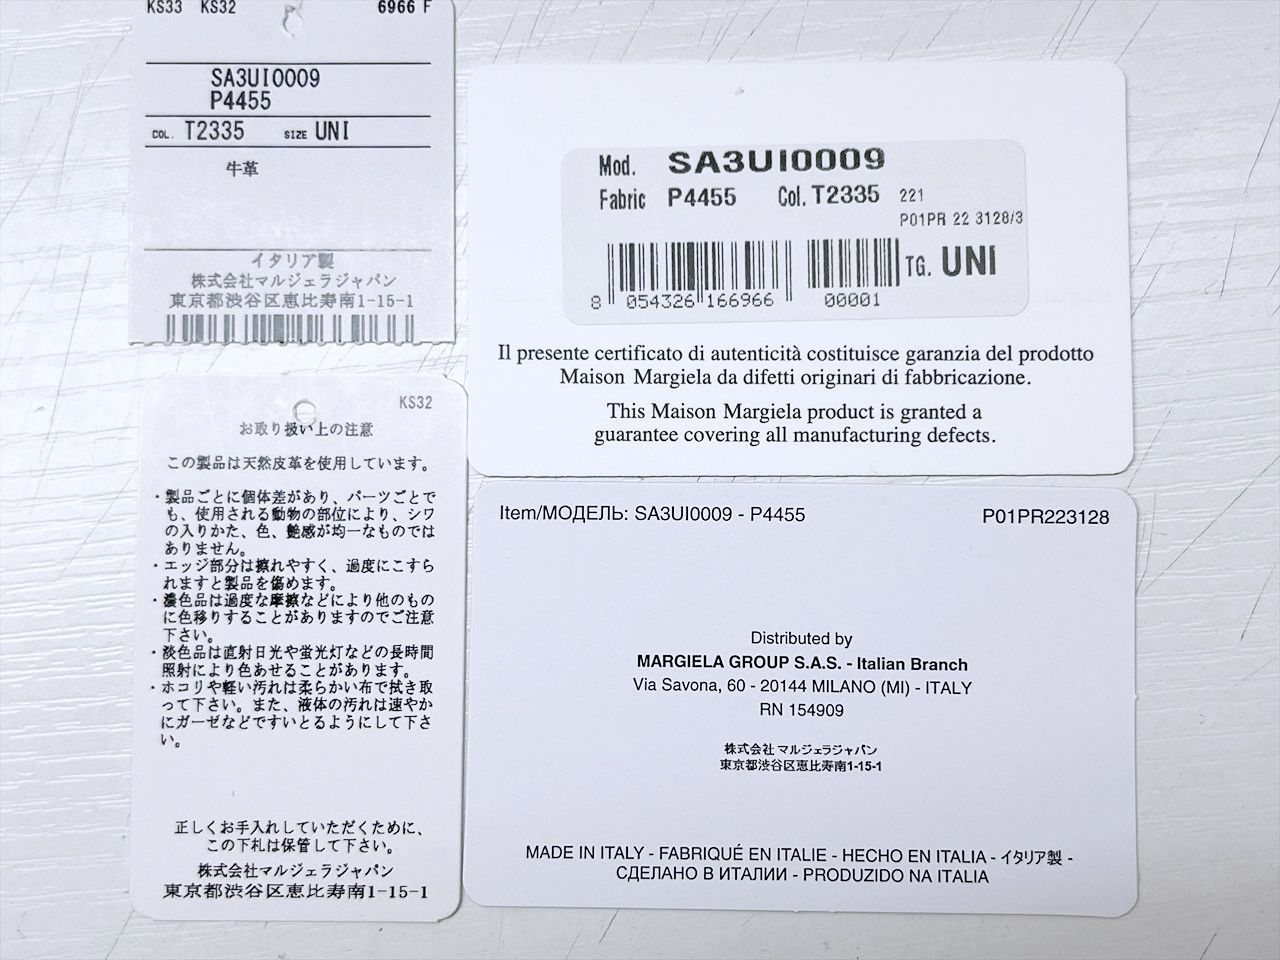 KS33 KS32 6966 F
SA3UI0009
P4455
COL. T2335 SIZE UNI
牛革
イタリア製
株式会社マルジェラジャパン
東京都渋谷区恵比寿南1-15-1
KS32
お取り扱い上の注意
この製品は天然皮革を使用しています。
・製品ごとに個体差があり、パーツごとで
も、使用される動物の部位により、シワ
の入りかた、色、艶感が均一なものでは
ありません。
・エッジ部分は擦れやすく、過度にこすら
れますと製品を傷めます。
・濃色品は過度な摩擦などにより他のもの
に色移りすることがありますのでご注意
下さい。
・淡色品は直射日光や蛍光灯などの長時間
照射により色あせることがあります。
・ホコリや軽い汚れは柔らかい布で拭き取
って下さい。また、液体の汚れは速やか
にガーゼなどですいとるようにして下さ
い。
正しくお手入れしていただくために、
この下札は保管して下さい。
株式会社マルジェラジャパン
東京都渋谷区恵比寿南1-15-1
Mod. SA3UI0009
Fabric P4455 Col. T2335 221
P01PR 22 3128/3
TG. UNI
8 054326 166966 00001
Il presente certificato di autenticità costituisce garanzia del prodotto
Maison Margiela da difetti originari di fabbricazione.
This Maison Margiela product is granted a
guarantee covering all manufacturing defects.
Item/МОДЕЛЬ: SA3UI0009 - P4455 P01PR223128
Distributed by
MARGIELA GROUP S.A.S. - Italian Branch
Via Savona, 60 - 20144 MILANO (MI) - ITALY
RN 154909
株式会社 マルジェラジャパン
東京都渋谷区恵比寿南1-15-1
MADE IN ITALY - FABRIQUÉ EN ITALIE - HECHO EN ITALIA - イタリア製 -
СДЕЛАНО В ИТАЛИИ - PRODUZIDO NA ITALIA